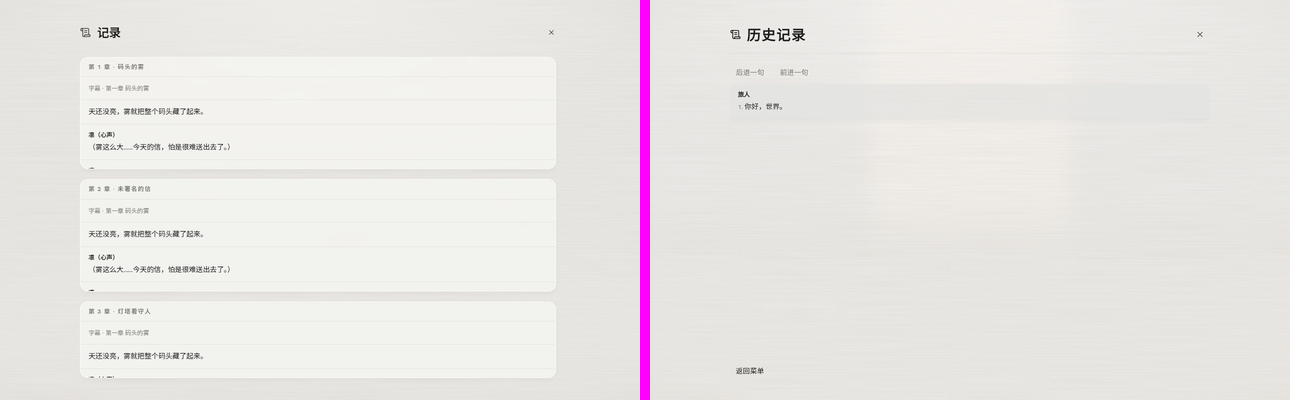 记录
第 1 章 · 码头的雾
字幕 · 第一章 码头的雾
天还没亮，雾就把整个码头藏了起来。
凛（心声）
（雾这么大……今天的信，怕是很难送出去了。）
第 2 章 · 未署名的信
字幕 · 第一章 码头的雾
天还没亮，雾就把整个码头藏了起来。
凛（心声）
（雾这么大……今天的信，怕是很难送出去了。）
第 3 章 · 灯塔看守人
字幕 · 第一章 码头的雾
天还没亮，雾就把整个码头藏了起来。
历史记录
后退一句 前进一句
旅人
1. 你好，世界。
返回菜单